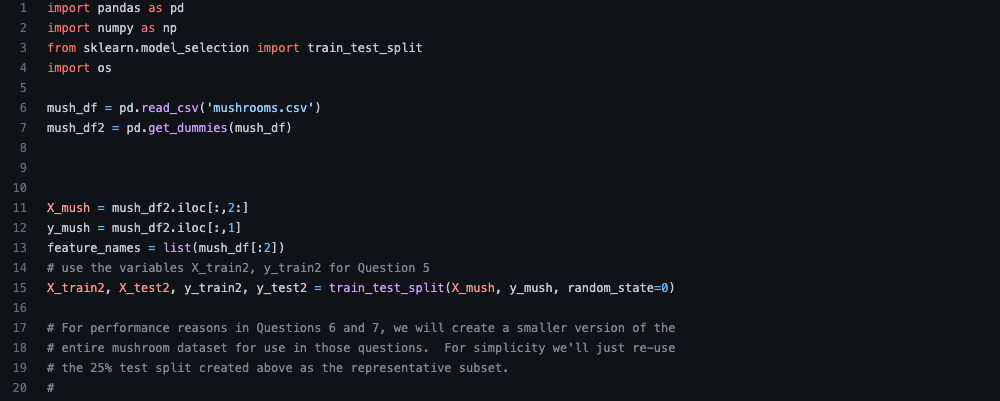 1 import pandas as pd
2 import numpy as np
3 from sklearn.model_selection import train_test_split
4 import os
5
6 mush_df = pd.read_csv('mushrooms.csv')
7 mush_df2 = pd.get_dummies(mush_df)
8
9
10
11 X_mush = mush_df2.iloc[:,2:]
12 y_mush = mush_df2.iloc[:,1]
13 feature_names = list(mush_df[:2])
14 # use the variables X_train2, y_train2 for Question 5
15 X_train2, X_test2, y_train2, y_test2 = train_test_split(X_mush, y_mush, random_state=0)
16
17 # For performance reasons in Questions 6 and 7, we will create a smaller version of the
18 # entire mushroom dataset for use in those questions.  For simplicity we'll just re-use
19 # the 25% test split created above as the representative subset.
20 #